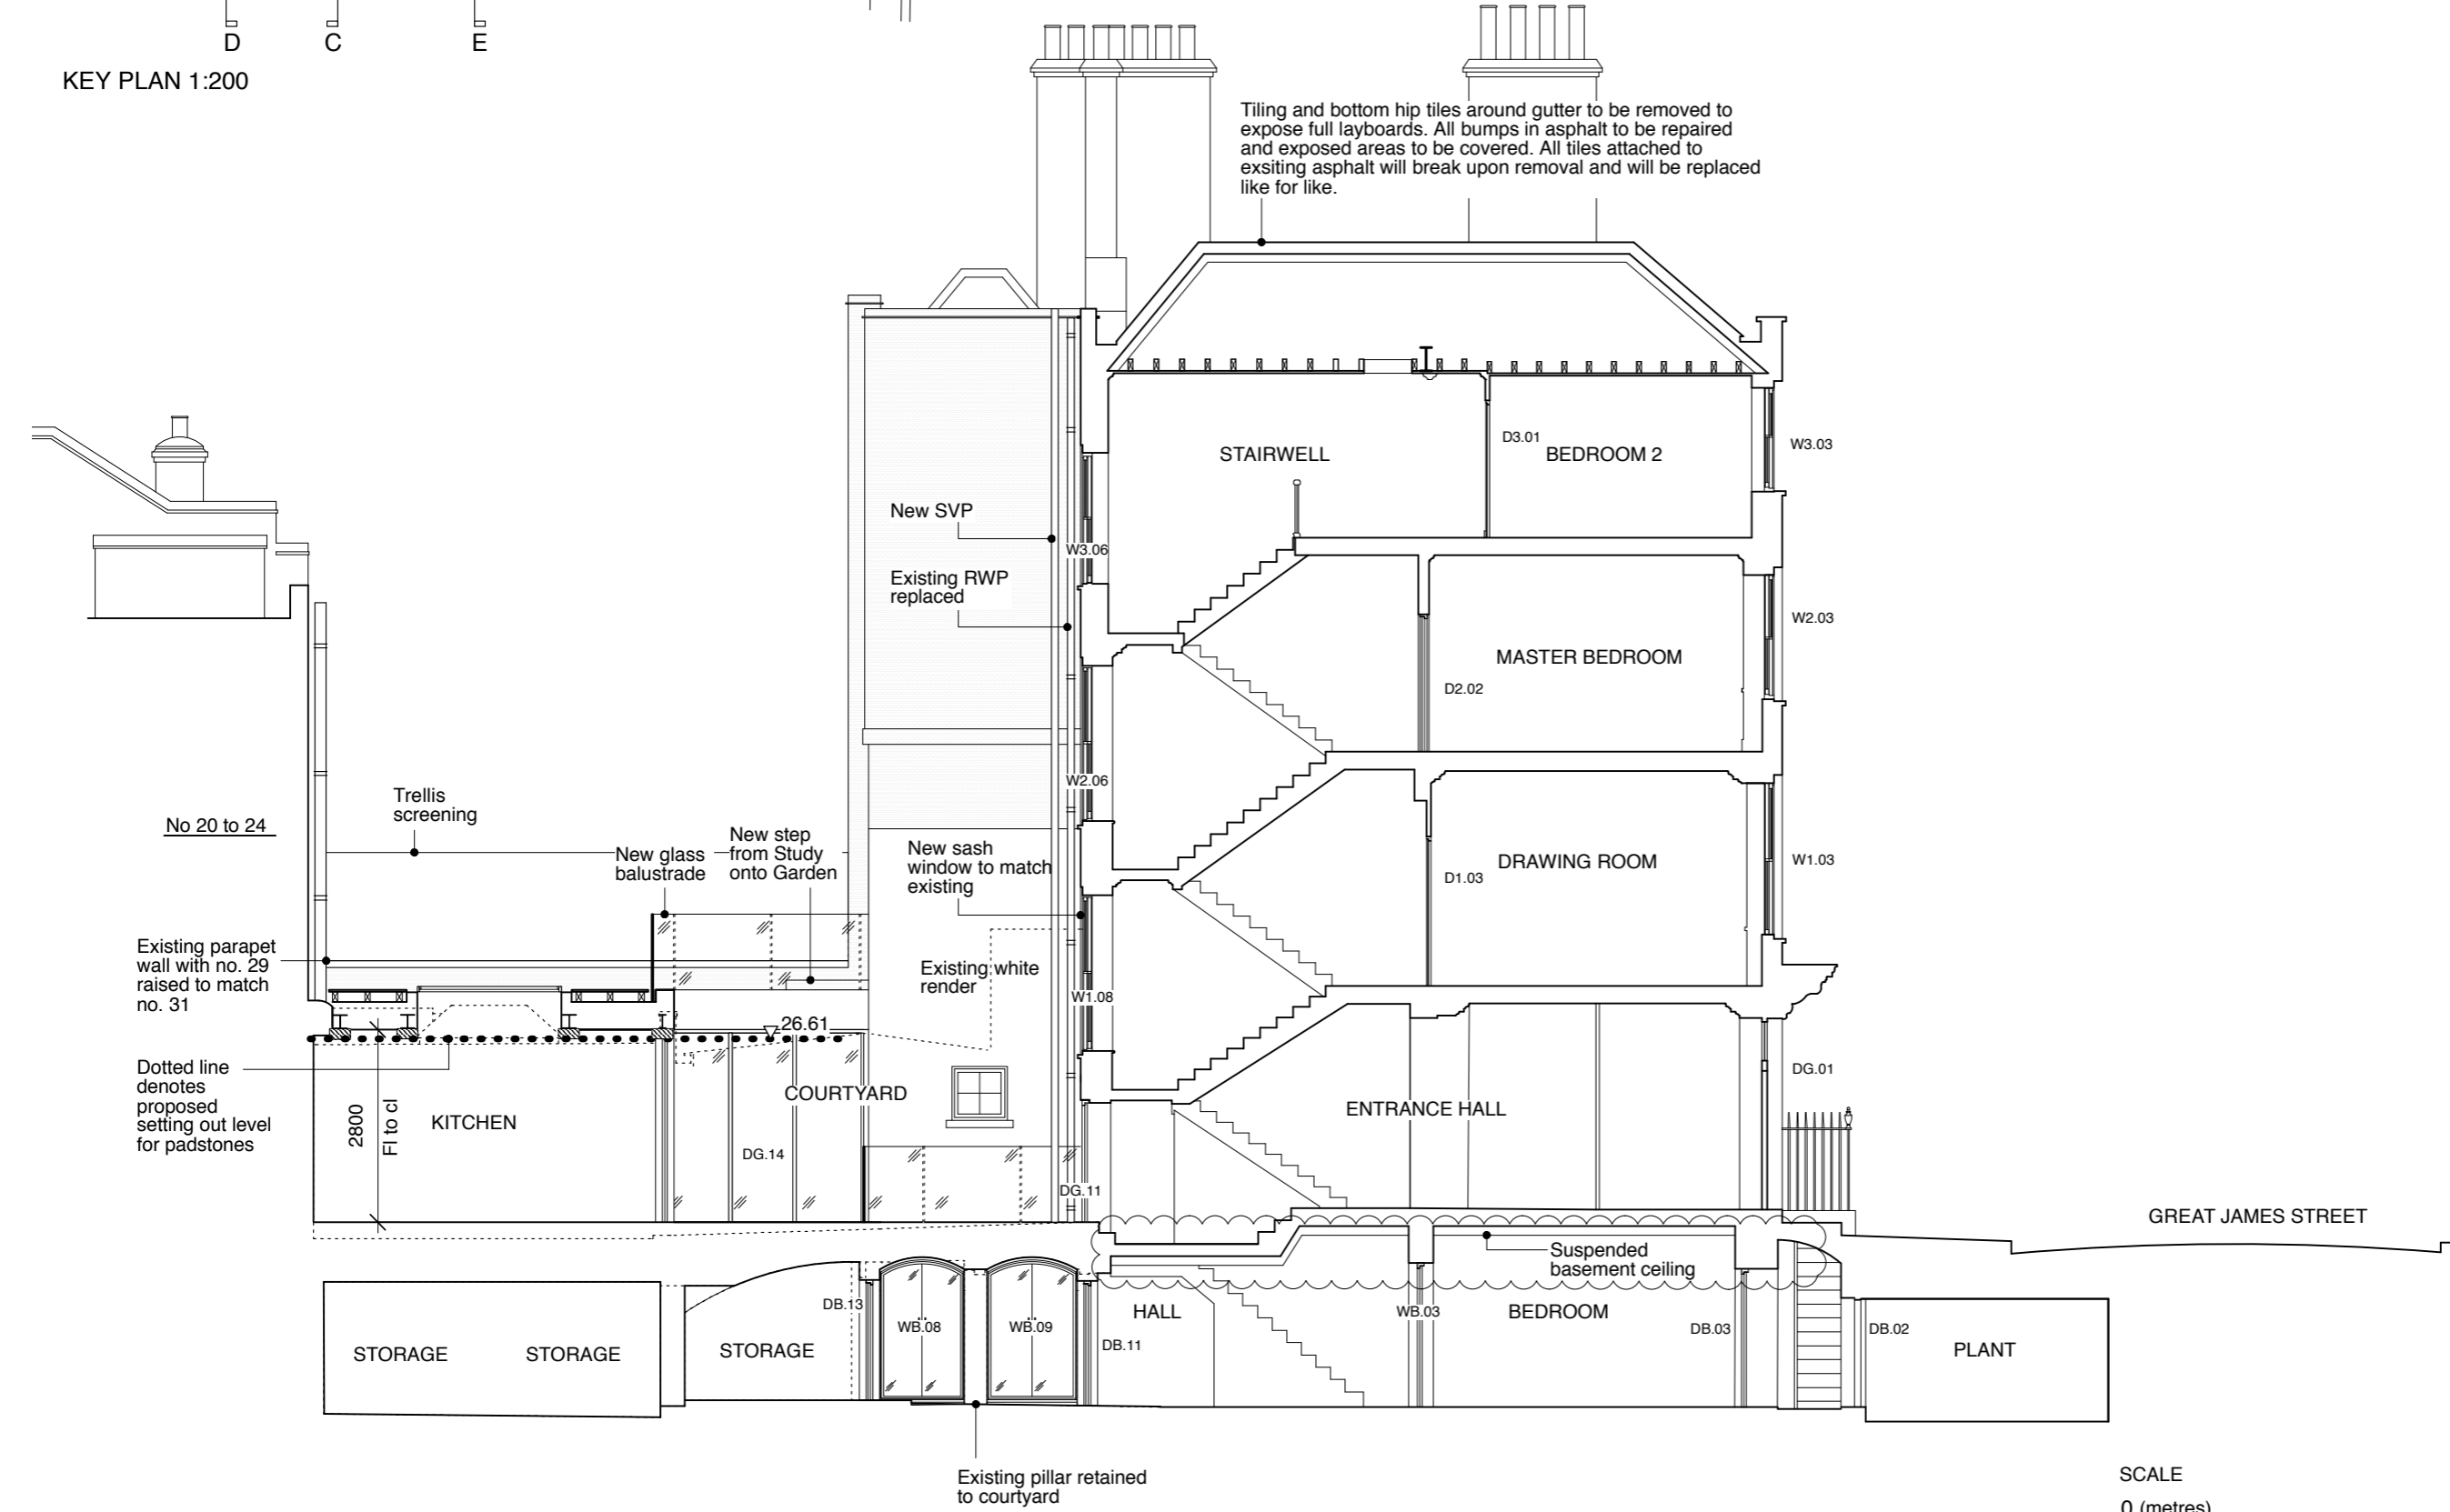 D
C
E
KEY PLAN 1:200
Tiling and bottom hip tiles around gutter to be removed to
expose full layboards. All bumps in asphalt to be repaired
and exposed areas to be covered. All tiles attached to
exsiting asphalt will break upon removal and will be replaced
like for like.
STAIRWELL
D3.01
BEDROOM 2
W3.03
New SVP
W3.06
Existing RWP
replaced
W2.03
MASTER BEDROOM
D2.02
W2.06
Trellis
screening
No 20 to 24
New glass
balustrade
New step
from Study
onto Garden
New sash
window to match
existing
DRAWING ROOM
D1.03
W1.03
Existing parapet
wall with no. 29
raised to match
no. 31
Existing white
render
W1.08
26.61
Dotted line
denotes
proposed
setting out level
for padstones
2800
Fl to cl
KITCHEN
COURTYARD
DG.14
DG.11
ENTRANCE HALL
DG.01
GREAT JAMES STREET
Suspended
basement ceiling
STORAGE
STORAGE
STORAGE
DB.13
WB.08
WB.09
HALL
DB.11
WB.03
BEDROOM
DB.03
DB.02
PLANT
Existing pillar retained
to courtyard
SCALE
0 (metres)